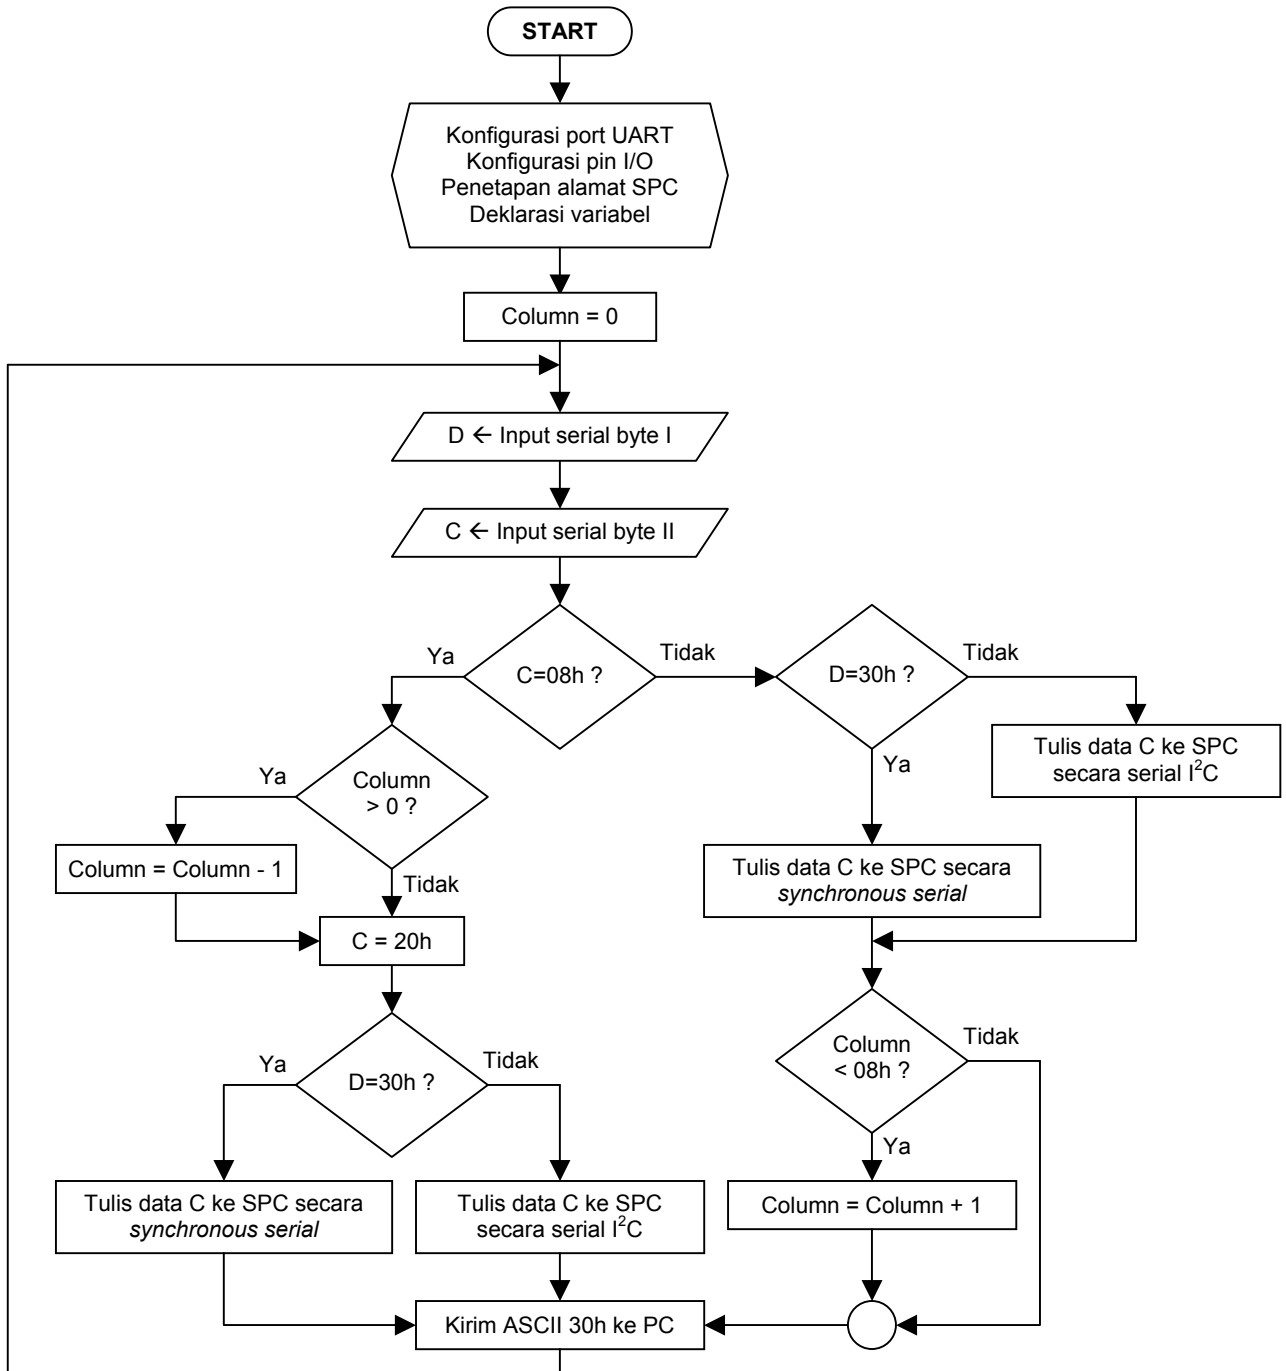 START
Konfigurasi port UART
Konfigurasi pin I/O
Penetapan alamat SPC
Deklarasi variabel
Column = 0
D ← Input serial byte I
C ← Input serial byte II
C=08h ?
Ya
Tidak
D=30h ?
Tidak
Ya
Tulis data C ke SPC
secara serial I²C
Column
> 0 ?
Ya
Tidak
Column = Column - 1
Tulis data C ke SPC secara
synchronous serial
C = 20h
D=30h ?
Ya
Tidak
Column
< 08h ?
Tidak
Ya
Tulis data C ke SPC secara
synchronous serial
Tulis data C ke SPC
secara serial I²C
Column = Column + 1
Kirim ASCII 30h ke PC